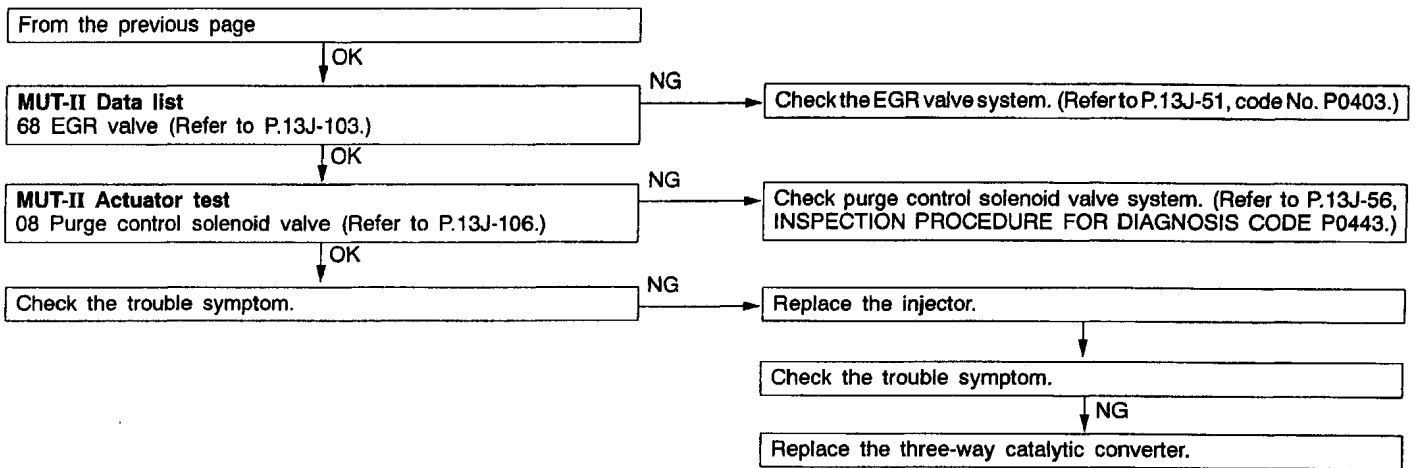 From the previous page
OK
MUT-II Data list
68 EGR valve (Refer to P.13J-103.)
NG
Check the EGR valve system. (Refer to P.13J-51, code No. P0403.)
OK
MUT-II Actuator test
08 Purge control solenoid valve (Refer to P.13J-106.)
NG
Check purge control solenoid valve system. (Refer to P.13J-56,
INSPECTION PROCEDURE FOR DIAGNOSIS CODE P0443.)
OK
Check the trouble symptom.
NG
Replace the injector.
Check the trouble symptom.
NG
Replace the three-way catalytic converter.